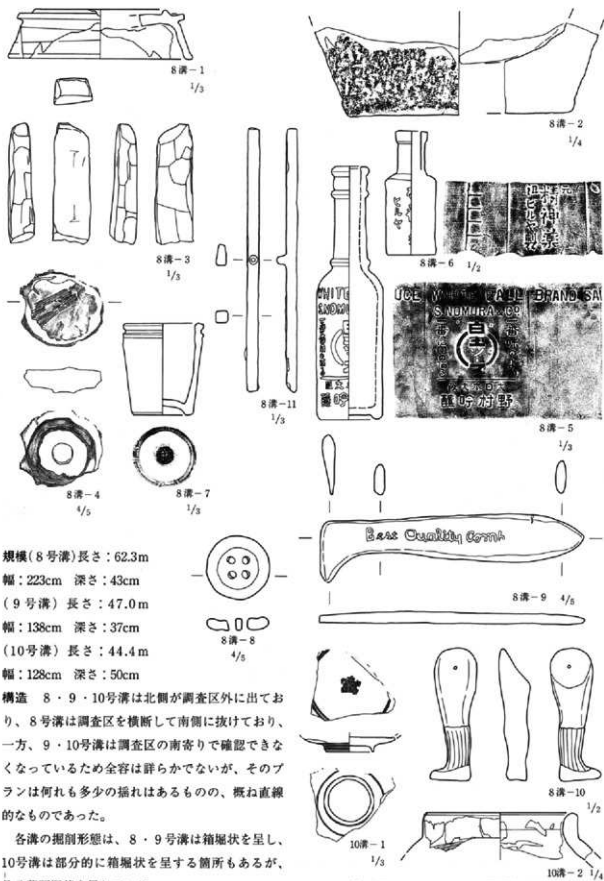 8溝-1
1/3
8溝-2
1/4
8溝-3
1/3
8溝-6 1/2
8溝-11
1/3
WHITE
S.NOMU
UCE WHITE BALL BRAND SAU
S.NOMURA & CO.
白
野村吟醸
8溝-5
1/3
8溝-4
4/5
8溝-7
1/3
Best Quality Comb
8溝-9 4/5
8溝-8
4/5
規模(8号溝)長さ:62.3m
幅:223cm 深さ:43cm
(9号溝) 長さ:47.0m
幅:138cm 深さ:37cm
(10号溝) 長さ:44.4m
幅:128cm 深さ:50cm
構造 8・9・10号溝は北側が調査区外に出てお
り、8号溝は調査区を横断して南側に抜けており、
一方、9・10号溝は調査区の南寄りで確認できな
くなっているため全容は詳らかでないが、そのプ
ランは何れも多少の揺れはあるものの、概ね直線
的なものであった。
各溝の掘削形態は、8・9号溝は箱堀状を呈し、
10号溝は部分的に箱堀状を呈する箇所もあるが、
10溝-1
1/3
8溝-10
1/2
10溝-2 1/4